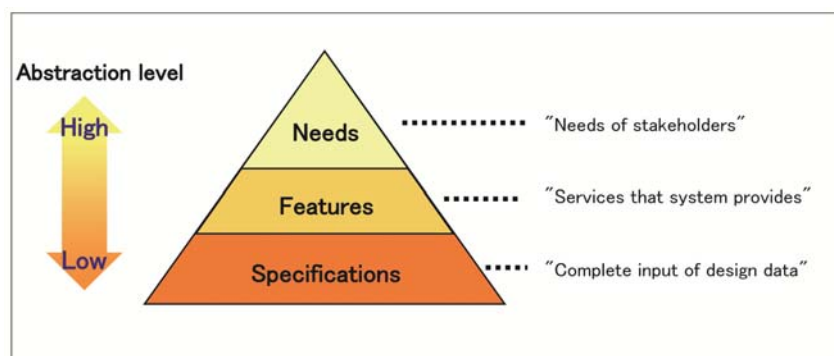 Abstraction level
High
Needs
"Needs of stakeholders"
Features
"Services that system provides"
Low
Specifications
"Complete input of design data"